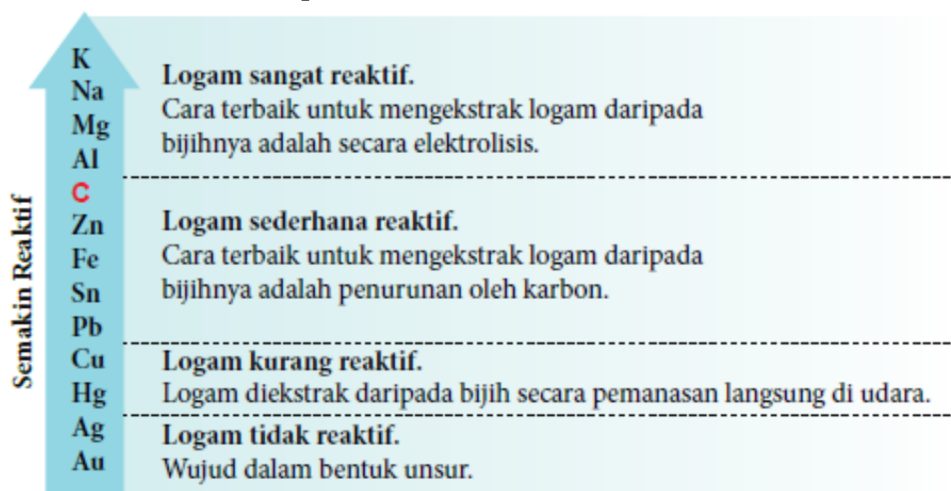 K
Na
Mg
Al
C
Zn
Fe
Sn
Pb
Cu
Hg
Ag
Au
Semakin Reaktif
Logam sangat reaktif.
Cara terbaik untuk mengekstrak logam daripada
bijihnya adalah secara elektrolisis.
Logam sederhana reaktif.
Cara terbaik untuk mengekstrak logam daripada
bijihnya adalah penurunan oleh karbon.
Logam kurang reaktif.
Logam diekstrak daripada bijih secara pemanasan langsung di udara.
Logam tidak reaktif.
Wujud dalam bentuk unsur.